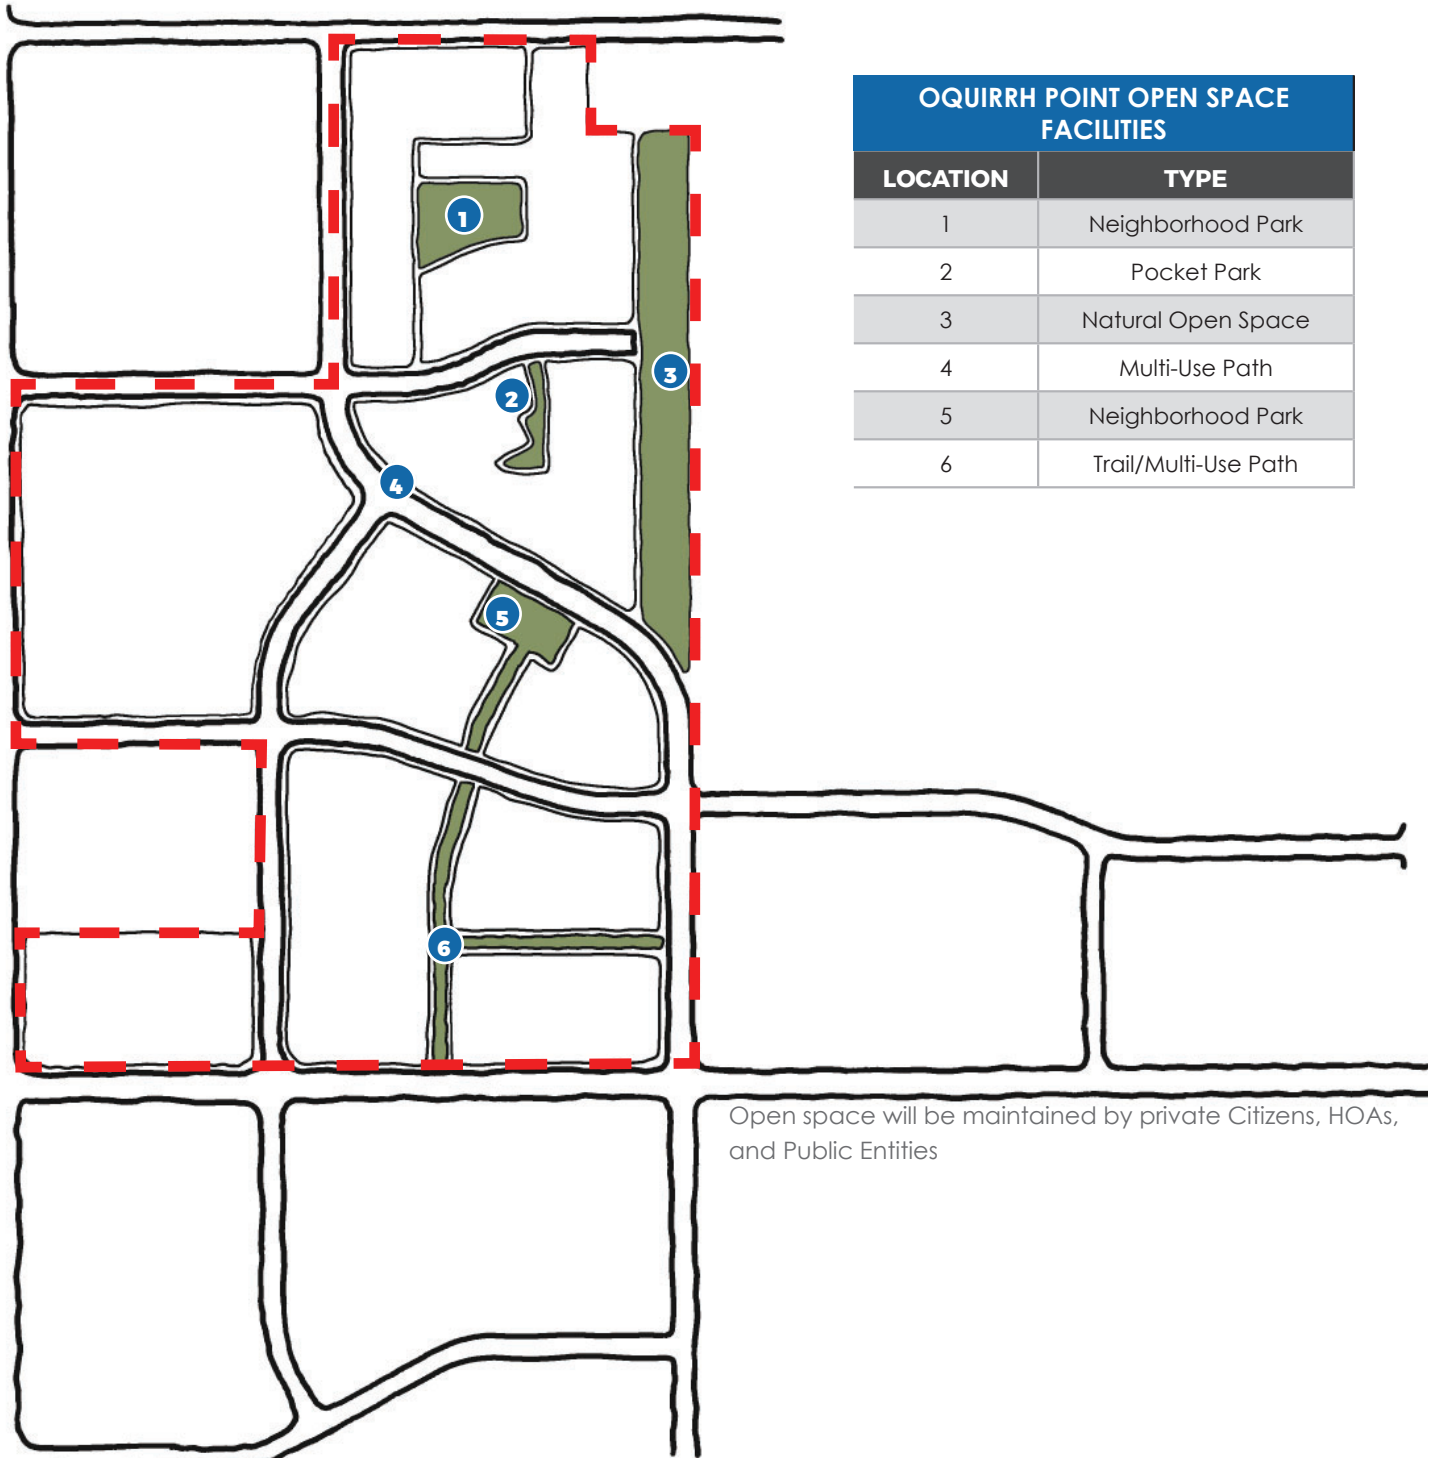 OQUIRRH POINT OPEN SPACE
FACILITIES
LOCATION TYPE
1 Neighborhood Park
2 Pocket Park
3 Natural Open Space
4 Multi-Use Path
5 Neighborhood Park
6 Trail/Multi-Use Path
1
2
3
4
5
6
Open space will be maintained by private Citizens, HOAs,
and Public Entities